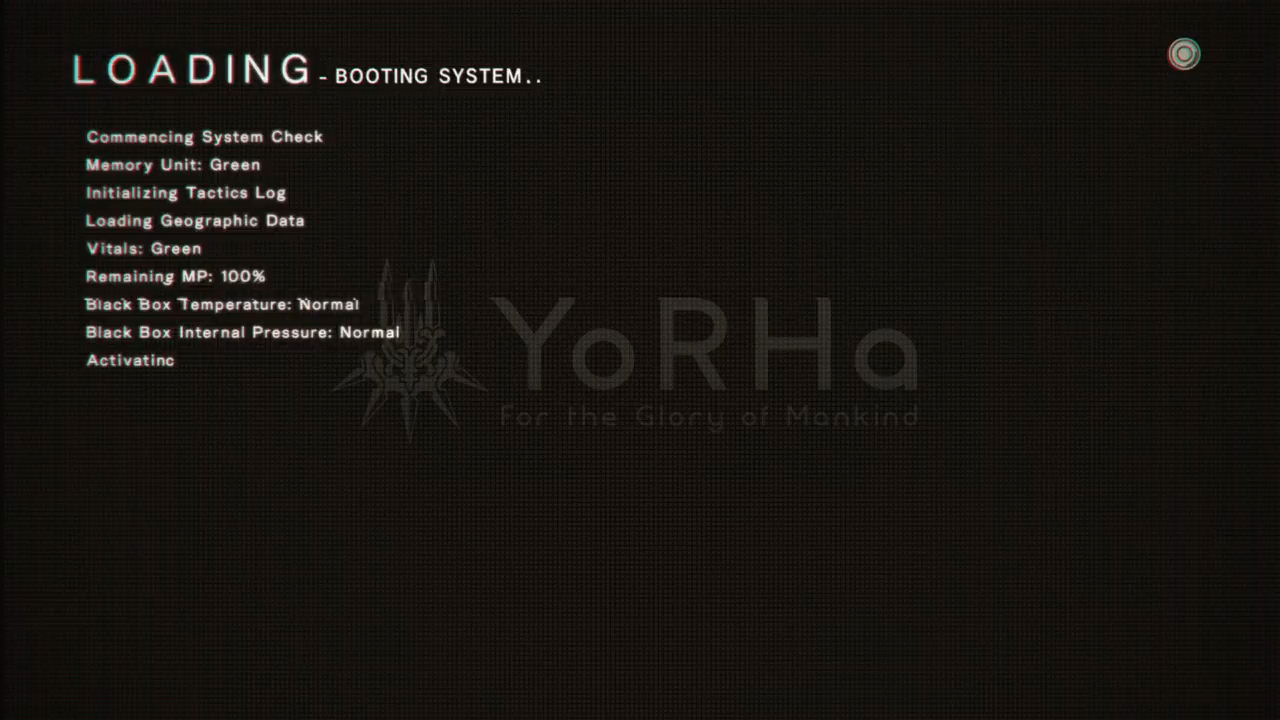 LOADING - BOOTING SYSTEM..
Commencing System Check
Memory Unit: Green
Initializing Tactics Log
Loading Geographic Data
Vitals: Green
Remaining MP: 100%
Black Box Temperature: Normal
Black Box Internal Pressure: Normal
Activatinc
YoRHa
For the Glory of Mankind